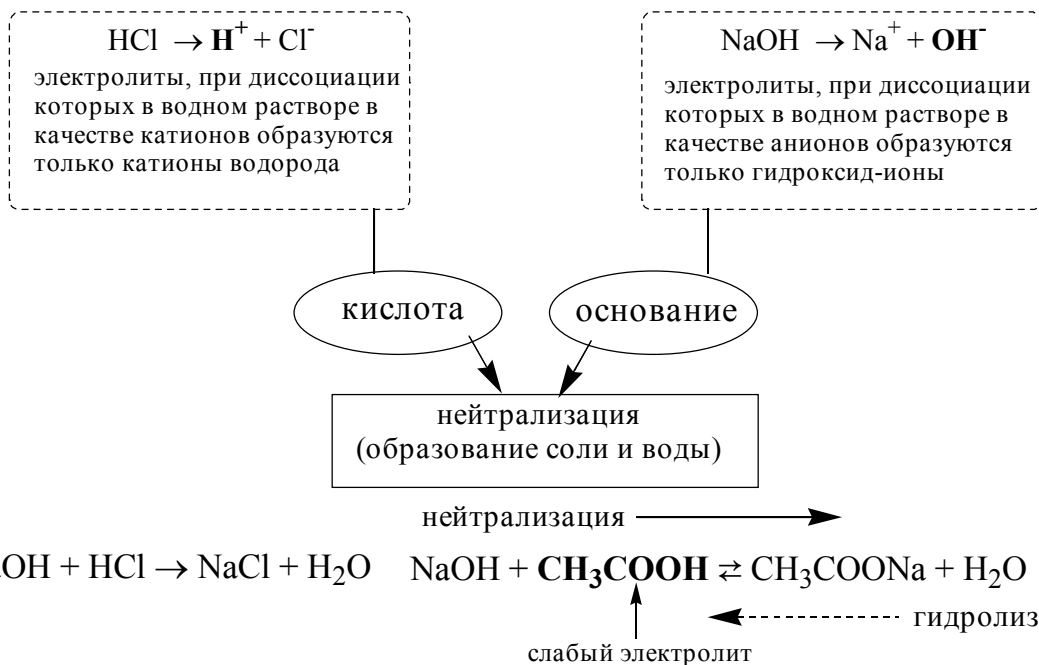 HCl → H⁺ + Cl⁻
электролиты, при диссоциации
которых в водном растворе в
качестве катионов образуются
только катионы водорода
NaOH → Na⁺ + OH⁻
электролиты, при диссоциации
которых в водном растворе в
качестве анионов образуются
только гидроксид-ионы
кислота
основание
нейтрализация
(образование соли и воды)
нейтрализация
OH + HCl → NaCl + H₂O
NaOH + CH₃COOH ⇄ CH₃COONa + H₂O
гидролиз
слабый электролит